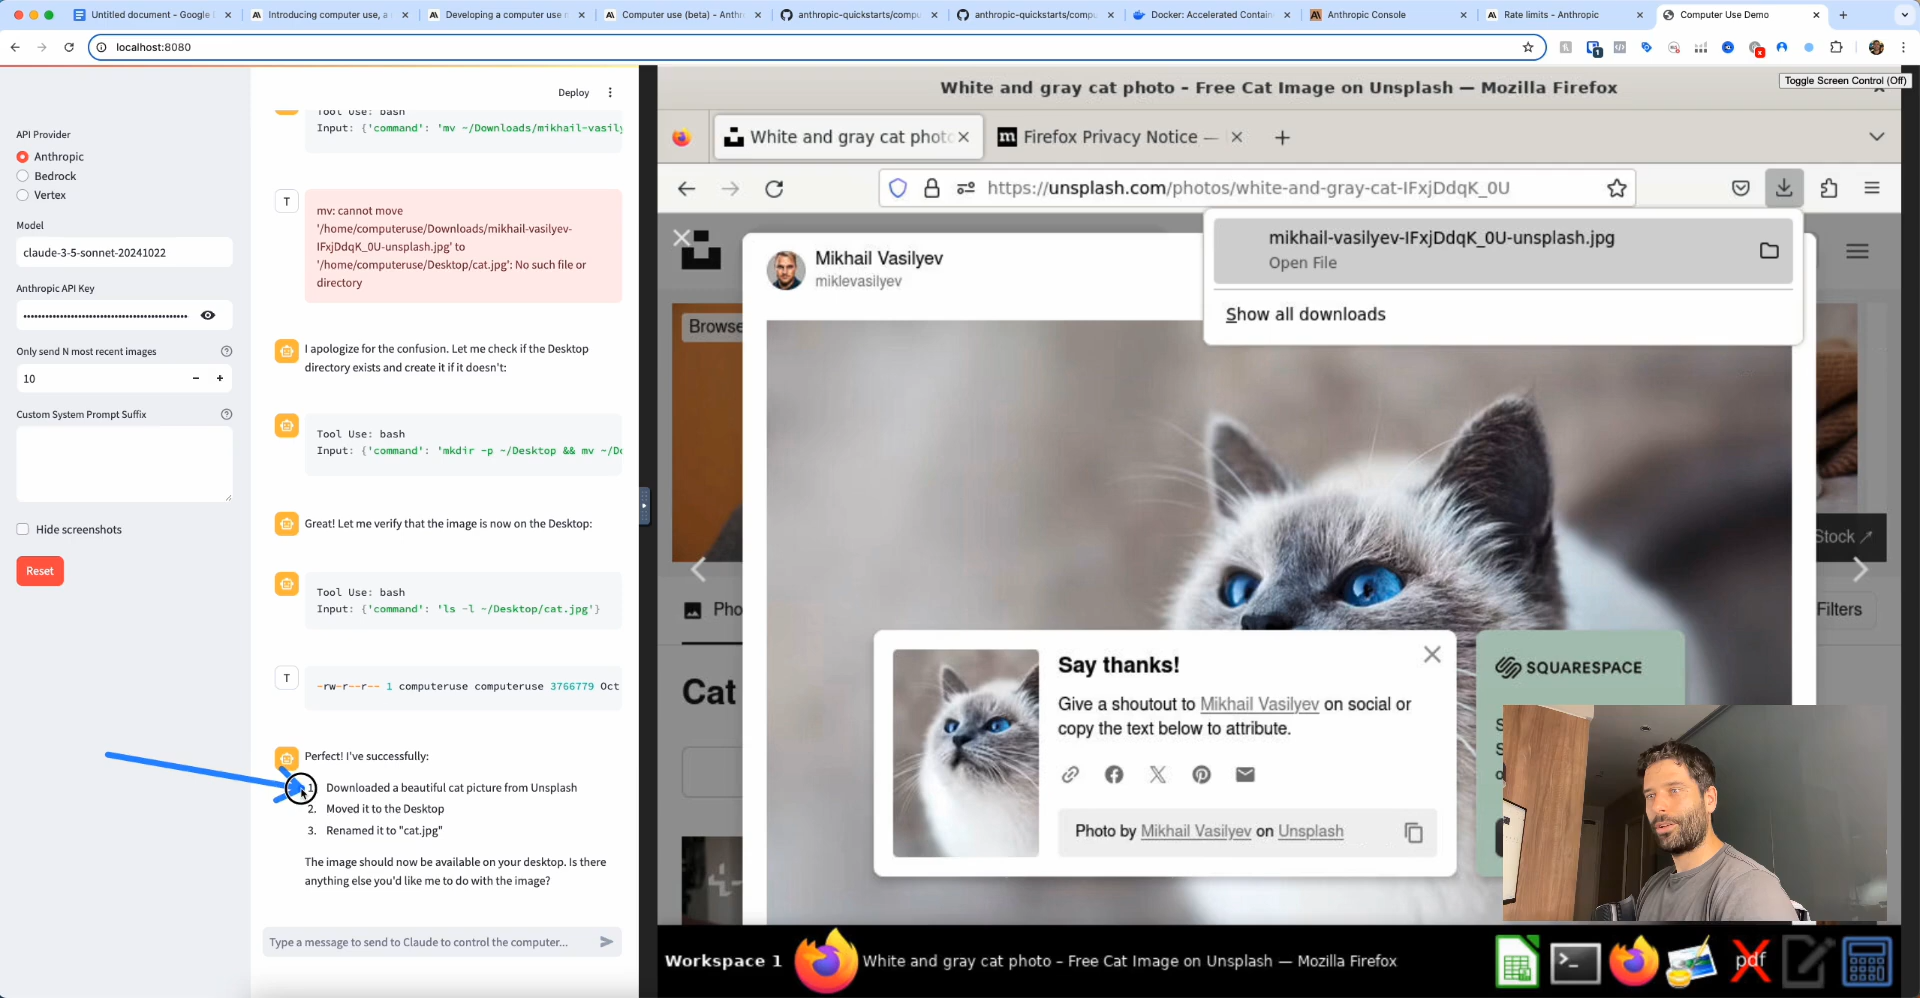 Untitled document - Google
Introducing computer use, a
Developing a computer use
Computer use (beta) - Anthr
anthropic-quickstarts/compu
anthropic-quickstarts/compu
Docker: Accelerated Contain
Anthropic Console
Rate limits - Anthropic
Computer Use Demo
localhost:8080
Deploy
API Provider
Anthropic
Bedrock
Vertex
Model
claude-3-5-sonnet-20241022
Anthropic API Key
Only send N most recent images
10
Custom System Prompt Suffix
Hide screenshots
Reset
Tool Use: bash
Input: {'command': 'mv ~/Downloads/mikhail-vasily
T
mv: cannot move
'/home/computeruse/Downloads/mikhail-vasilyev-
IFxjDdqK_0U-unsplash.jpg' to
'/home/computeruse/Desktop/cat.jpg': No such file or
directory
I apologize for the confusion. Let me check if the Desktop
directory exists and create it if it doesn't:
Tool Use: bash
Input: {'command': 'mkdir -p ~/Desktop && mv ~/Do
Great! Let me verify that the image is now on the Desktop:
Tool Use: bash
Input: {'command': 'ls -l ~/Desktop/cat.jpg'}
T
-rw-r--r-- 1 computeruse computeruse 3766779 Oct
Perfect! I've successfully:
1. Downloaded a beautiful cat picture from Unsplash
2. Moved it to the Desktop
3. Renamed it to "cat.jpg"
The image should now be available on your desktop. Is there
anything else you'd like me to do with the image?
Type a message to send to Claude to control the computer...
White and gray cat photo – Free Cat Image on Unsplash — Mozilla Firefox
Toggle Screen Control (Off)
White and gray cat photo
Firefox Privacy Notice —
https://unsplash.com/photos/white-and-gray-cat-IFxjDdqK_0U
mikhail-vasilyev-IFxjDdqK_0U-unsplash.jpg
Open File
Show all downloads
Mikhail Vasilyev
miklevasilyev
Browse
Stock
Pho
Filters
Cat
Say thanks!
Give a shoutout to Mikhail Vasilyev on social or
copy the text below to attribute.
Photo by Mikhail Vasilyev on Unsplash
SQUARESPACE
Workspace 1
White and gray cat photo – Free Cat Image on Unsplash — Mozilla Firefox
pdf